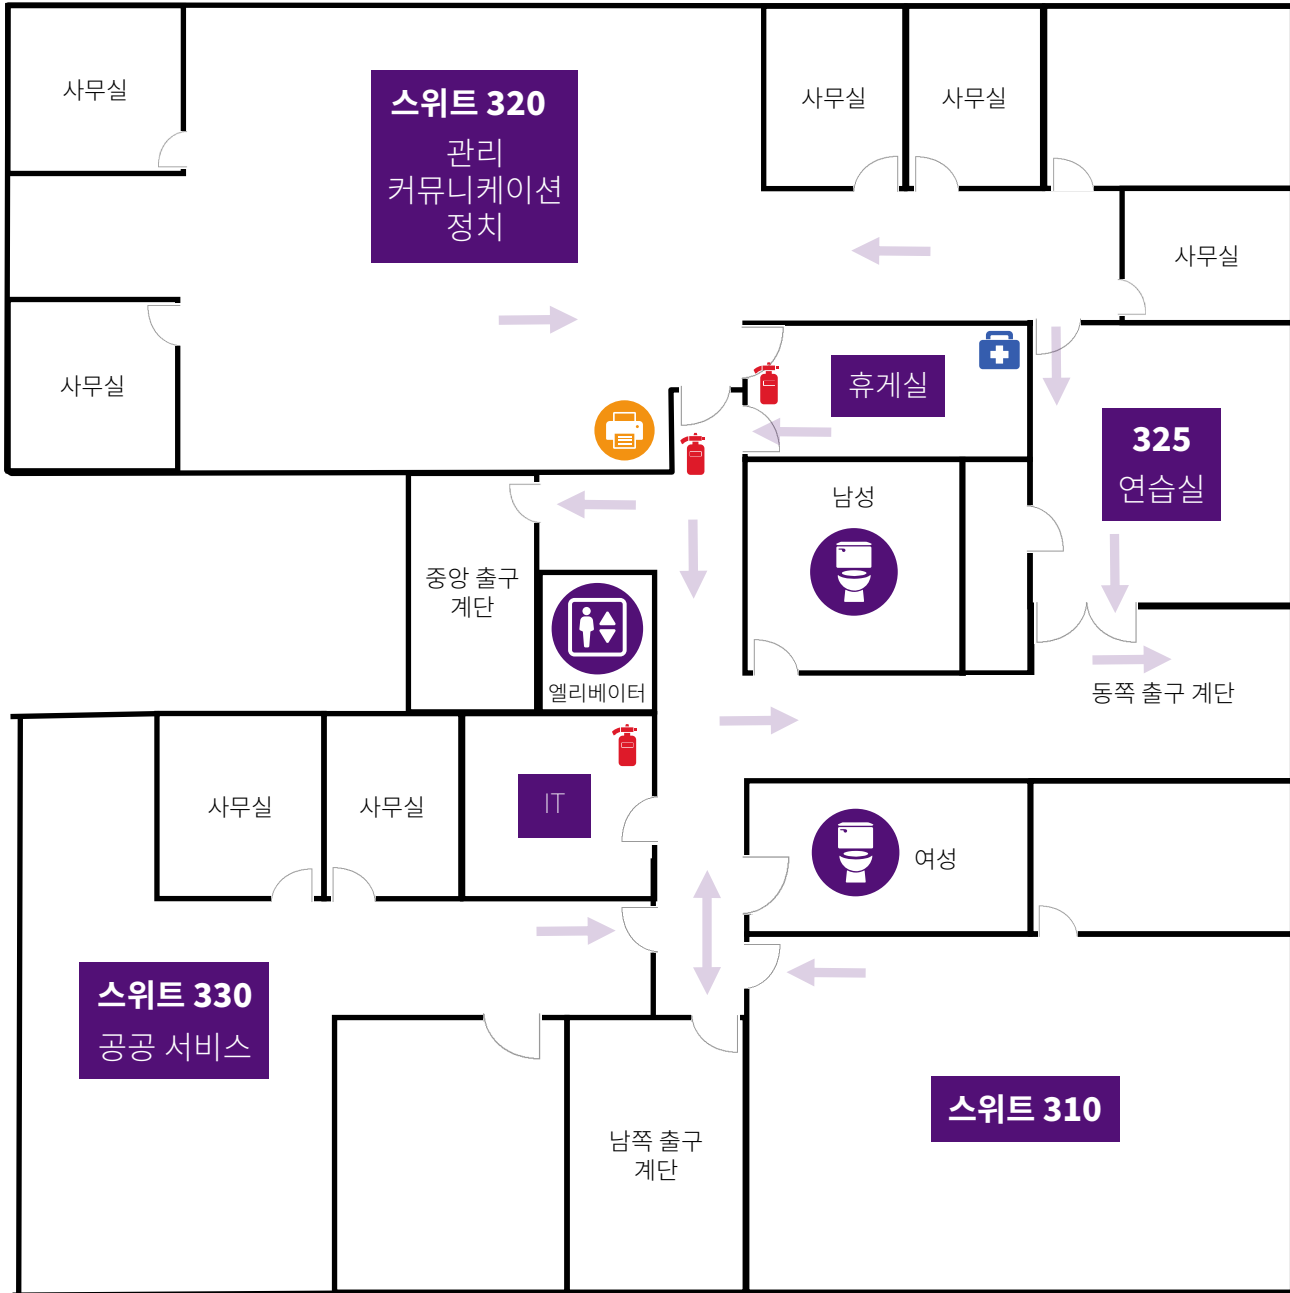 사무실
스위트 320
관리
커뮤니케이션
정치
사무실
사무실
사무실
사무실
휴게실
325
연습실
남성
중앙 출구
계단
엘리베이터
동쪽 출구 계단
사무실
사무실
IT
여성
스위트 330
공공 서비스
스위트 310
남쪽 출구
계단